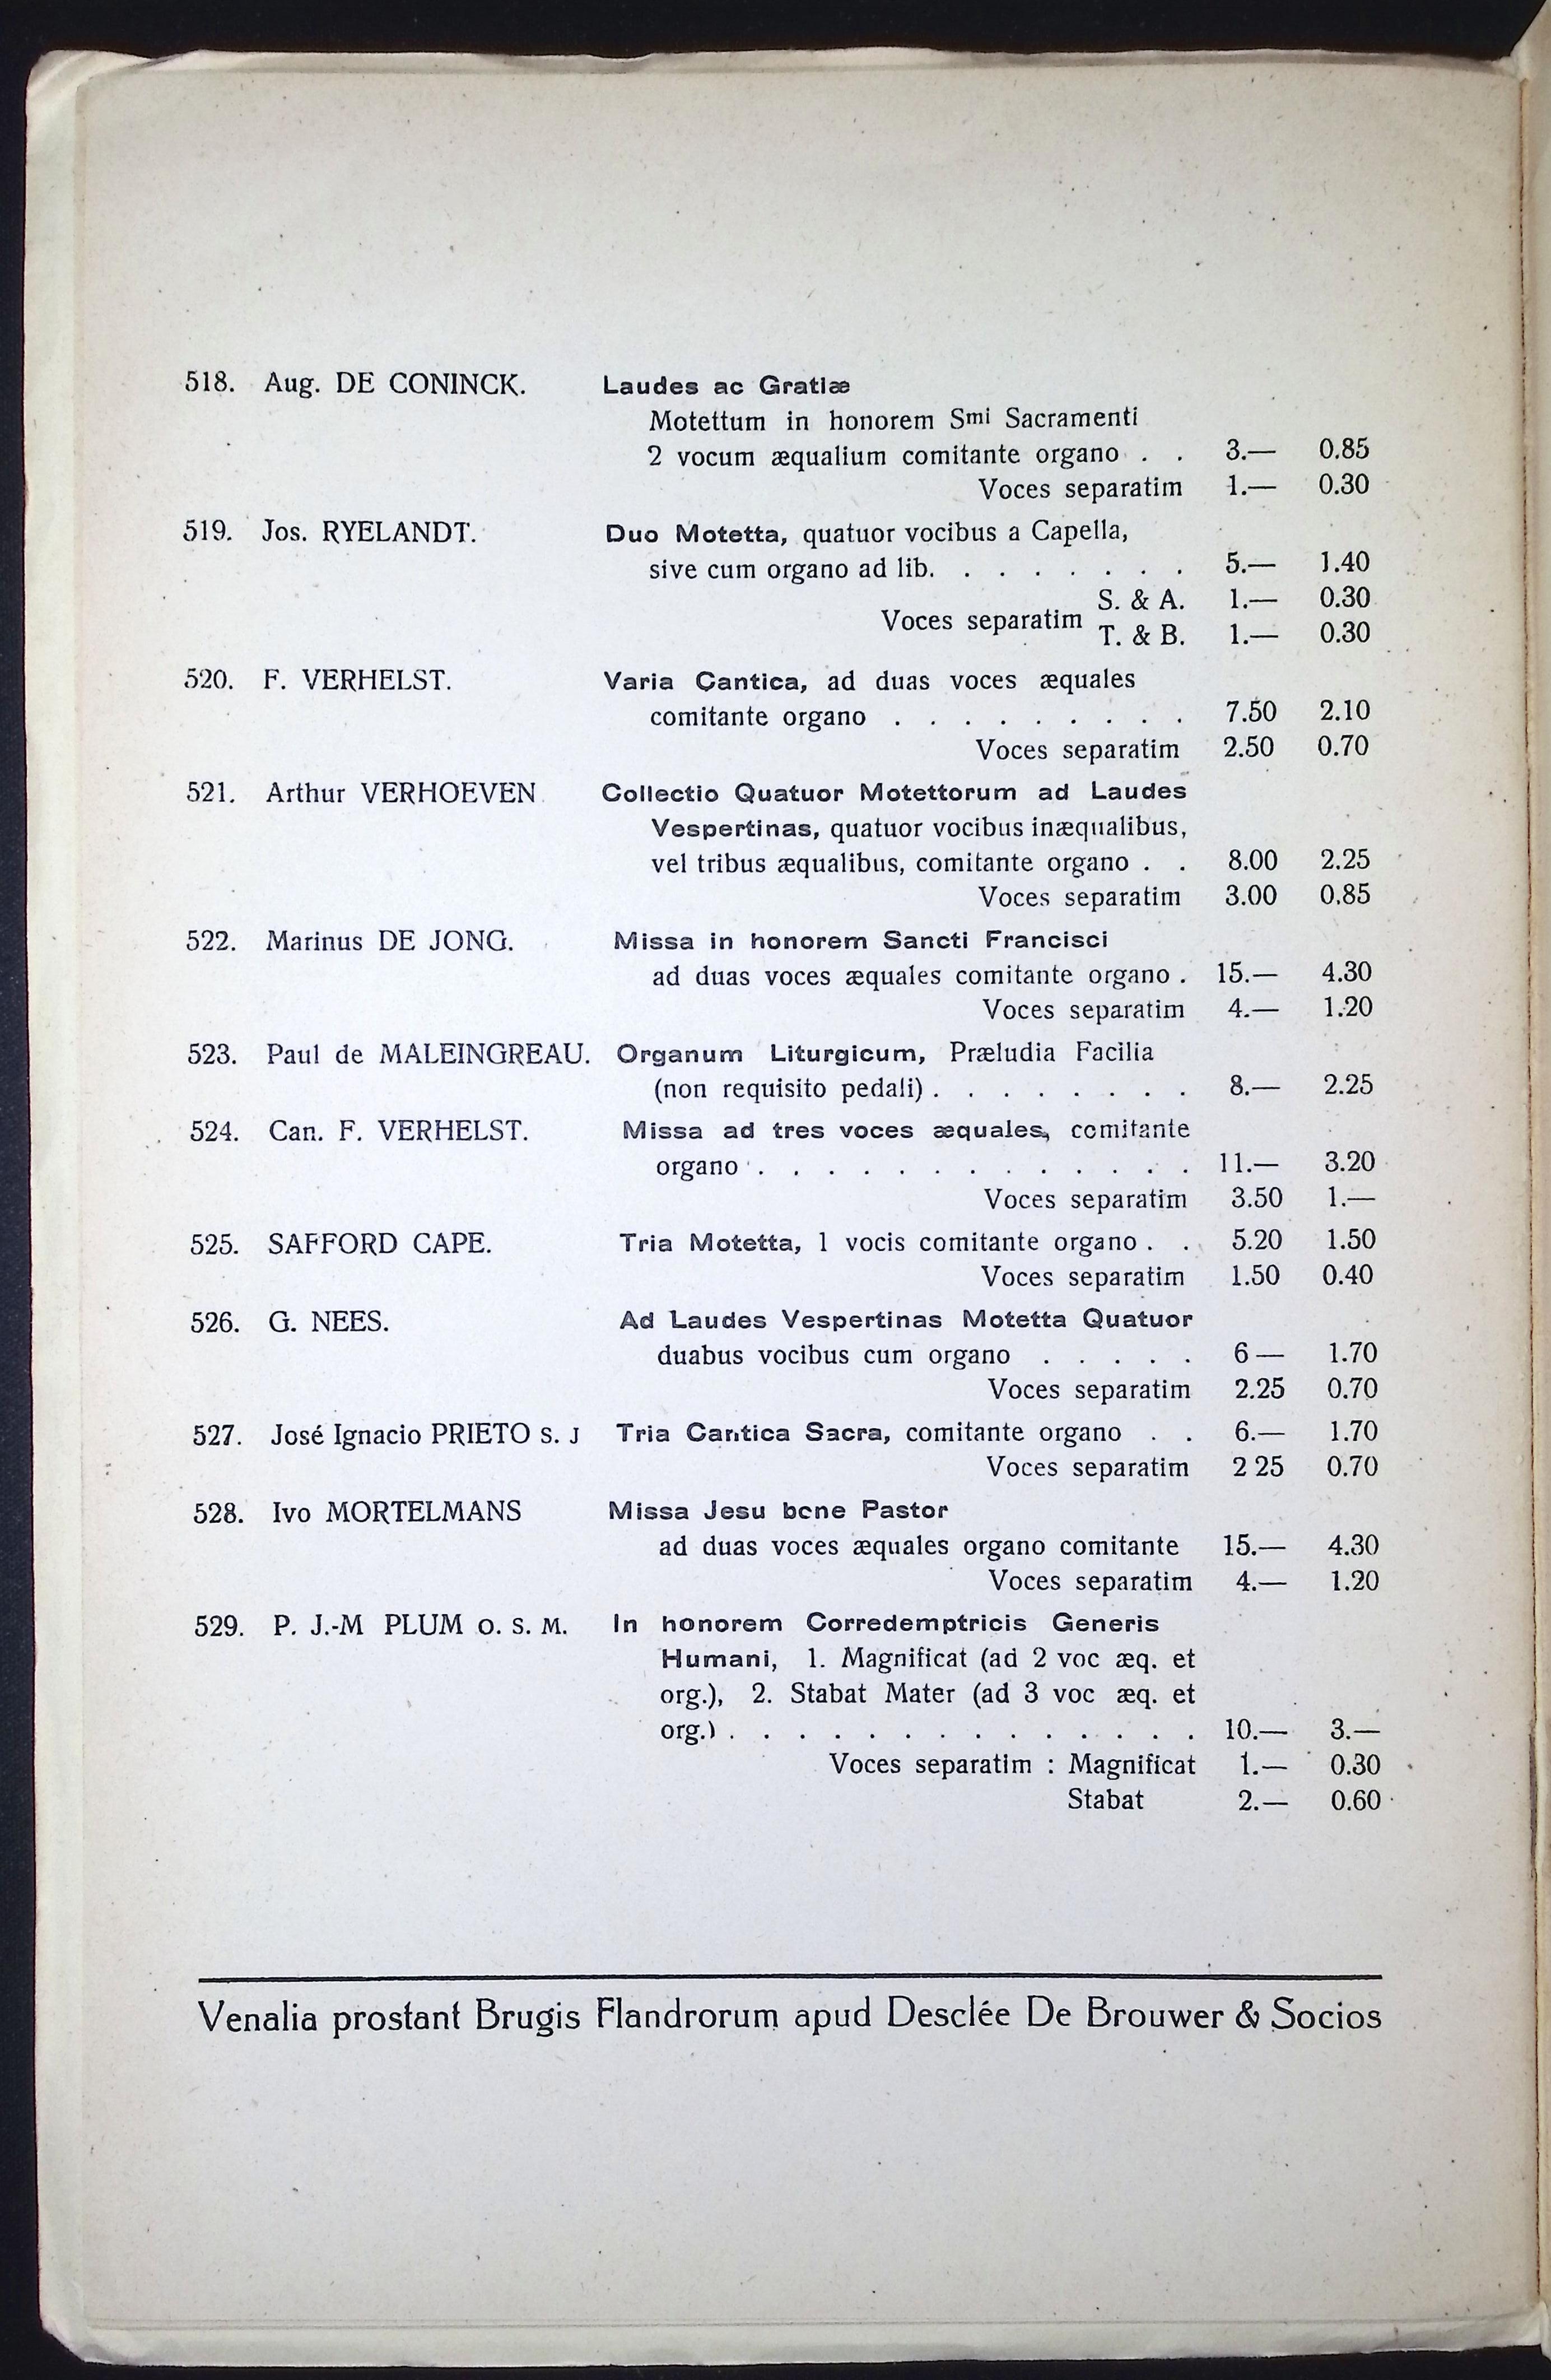 518. Aug. DE CONINCK. Laudes ac Gratiæ
Motettum in honorem Smi Sacramenti
2 vocum æqualium comitante organo . . 3.— 0.85
Voces separatim 1.— 0.30
519. Jos. RYELANDT. Duo Motetta, quatuor vocibus a Capella,
sive cum organo ad lib. . . . . . . . 5.— 1.40
S. & A. 1.— 0.30
Voces separatim
T. & B. 1.— 0.30
520. F. VERHELST. Varia Cantica, ad duas voces æquales
comitante organo . . . . . . . . . 7.50 2.10
Voces separatim 2.50 0.70
521. Arthur VERHOEVEN. Collectio Quatuor Motettorum ad Laudes
Vespertinas, quatuor vocibus inæqualibus,
vel tribus æqualibus, comitante organo . . 8.00 2.25
Voces separatim 3.00 0.85
522. Marinus DE JONG. Missa in honorem Sancti Francisci
ad duas voces æquales comitante organo . 15.— 4.30
Voces separatim 4.— 1.20
523. Paul de MALEINGREAU. Organum Liturgicum, Præludia Facilia
(non requisito pedali) . . . . . . . . 8.— 2.25
524. Can. F. VERHELST. Missa ad tres voces æquales, comitante
organo . . . . . . . . . . . . . 11.— 3.20
Voces separatim 3.50 1.—
525. SAFFORD CAPE. Tria Motetta, 1 vocis comitante organo . . 5.20 1.50
Voces separatim 1.50 0.40
526. G. NEES. Ad Laudes Vespertinas Motetta Quatuor
duabus vocibus cum organo . . . . . 6 — 1.70
Voces separatim 2.25 0.70
527. José Ignacio PRIETO S. J Tria Cantica Sacra, comitante organo . . 6.— 1.70
Voces separatim 2 25 0.70
528. Ivo MORTELMANS Missa Jesu bone Pastor
ad duas voces æquales organo comitante 15.— 4.30
Voces separatim 4.— 1.20
529. P. J.-M PLUM O. S. M. In honorem Corredemptricis Generis
Humani, 1. Magnificat (ad 2 voc æq. et
org.), 2. Stabat Mater (ad 3 voc æq. et
org.) . . . . . . . . . . . . . . 10.— 3.—
Voces separatim : Magnificat 1.— 0.30
Stabat 2.— 0.60
Venalia prostant Brugis Flandrorum apud Desclée De Brouwer & Socios